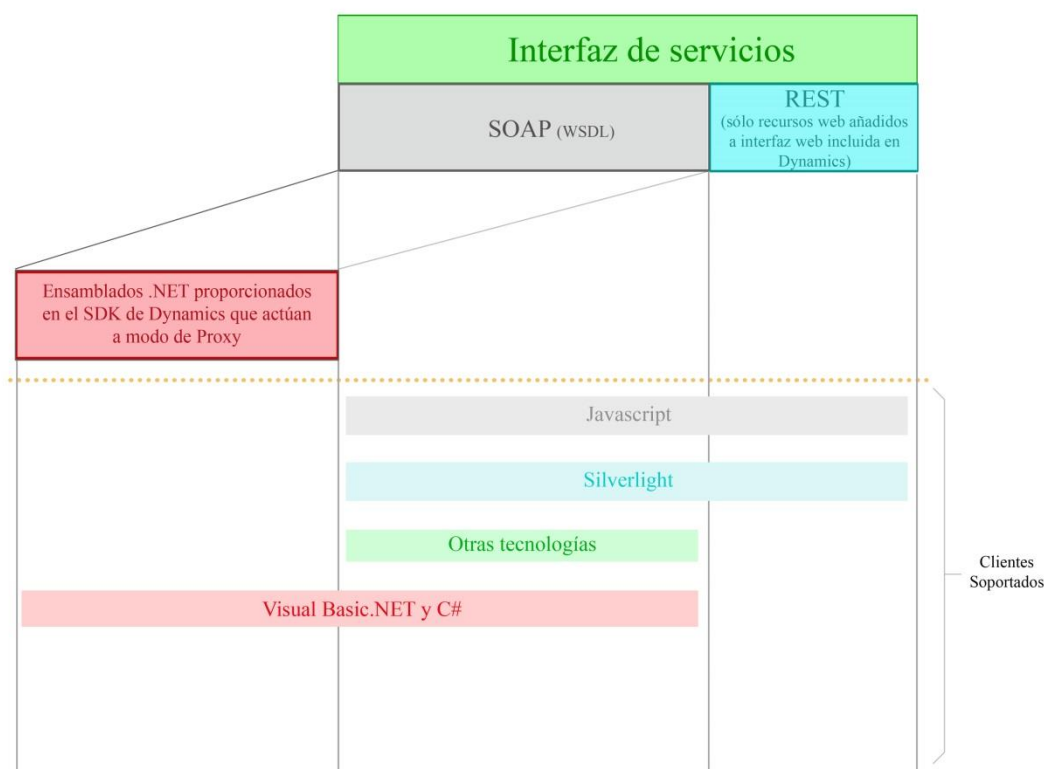 Interfaz de servicios
SOAP (WSDL)
REST
(sólo recursos web añadidos
a interfaz web incluida en
Dynamics)
Ensamblados .NET proporcionados
en el SDK de Dynamics que actúan
a modo de Proxy
Javascript
Silverlight
Otras tecnologías
Visual Basic.NET y C#
Clientes
Soportados